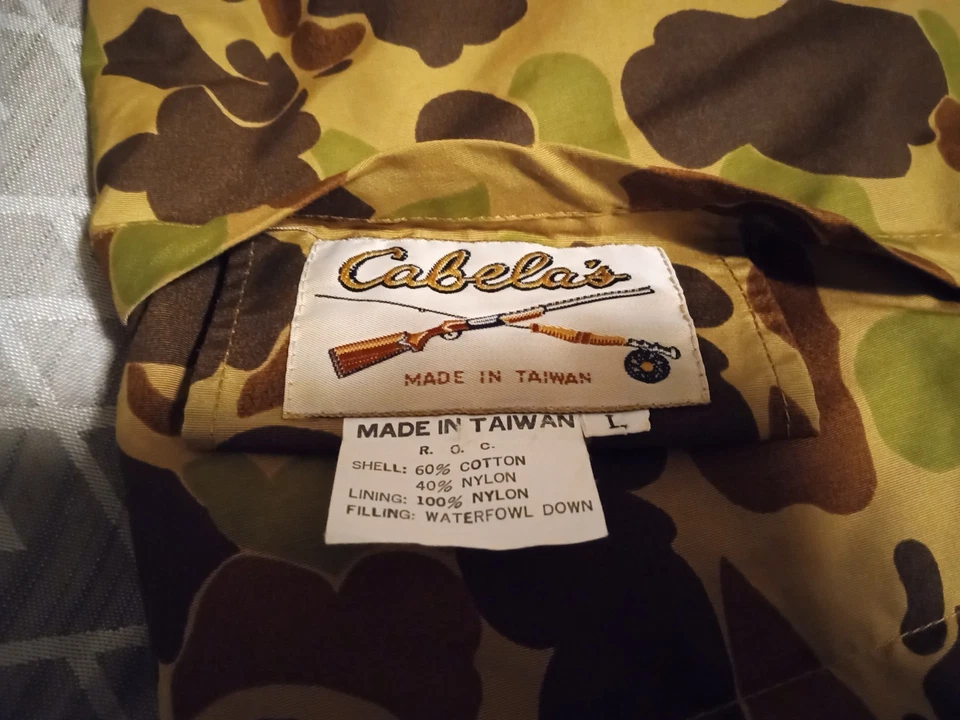 Cabela's
MADE IN TAIWAN
MADE IN TAIWAN
L
R. O. C.
SHELL: 60% COTTON
40% NYLON
LINING: 100% NYLON
FILLING: WATERFOWL DOWN